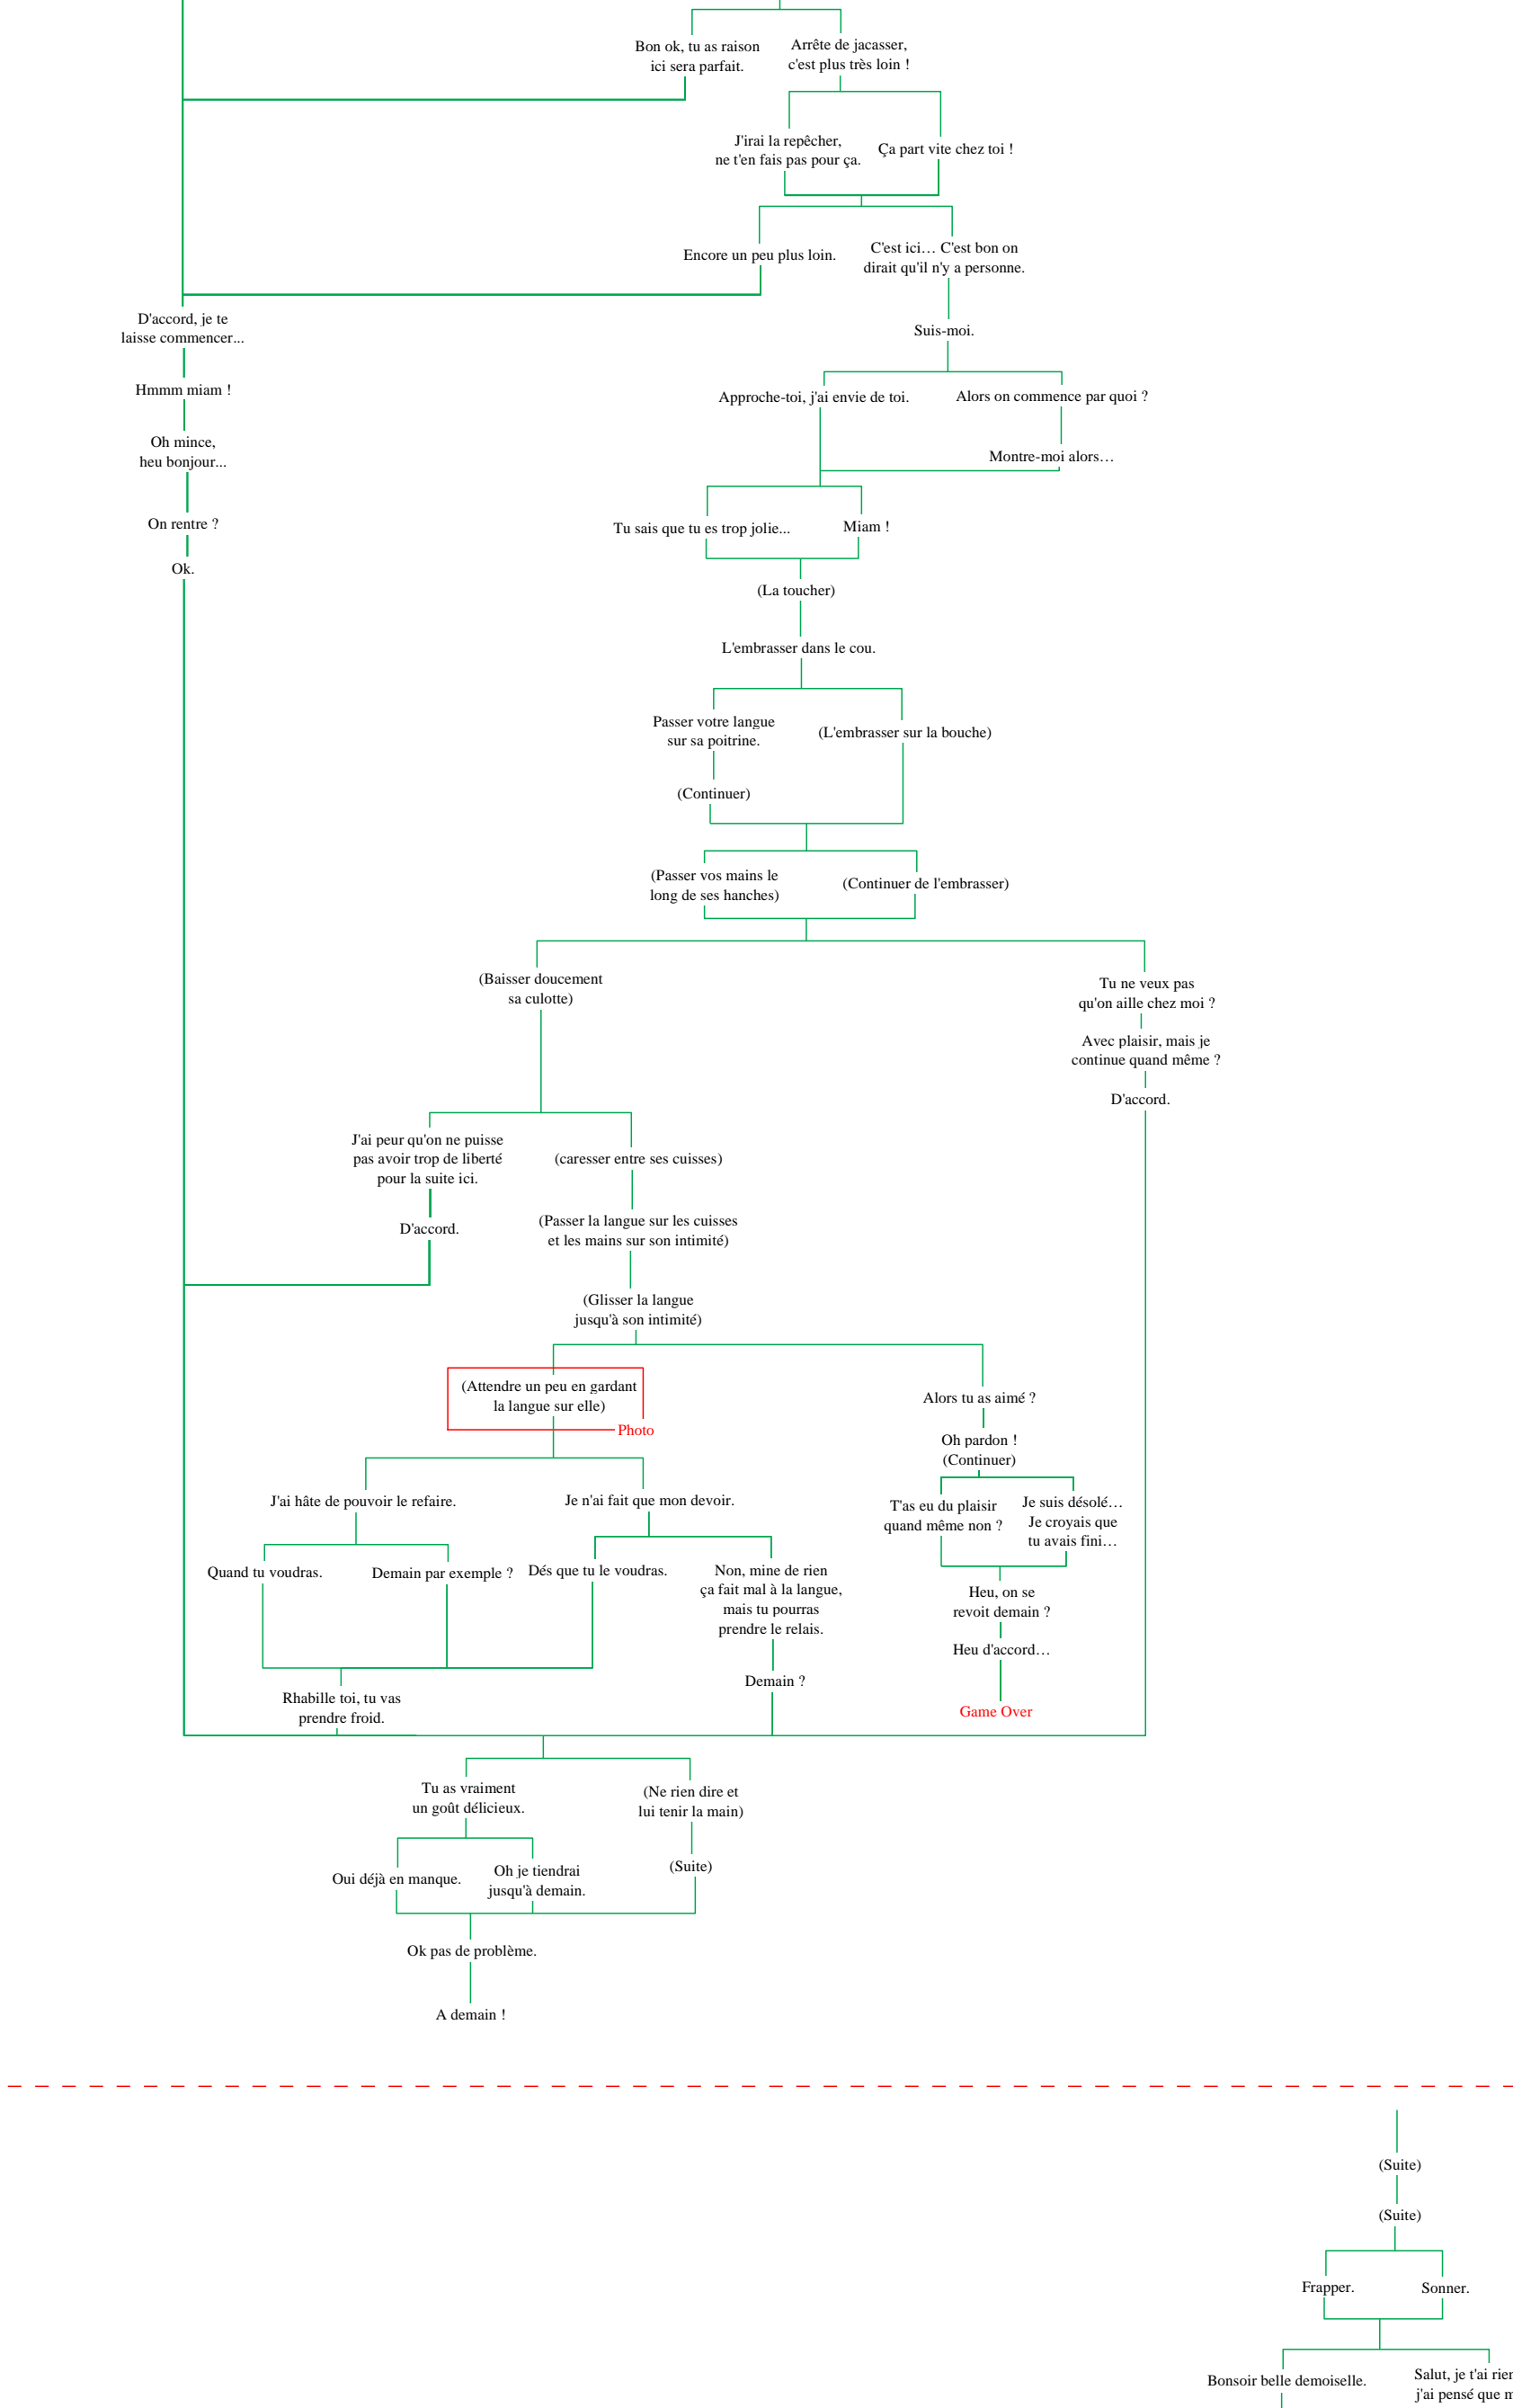 Bon ok, tu as raison
ici sera parfait.
Arrête de jacasser,
c'est plus très loin !
J'irai la repêcher,
ne t'en fais pas pour ça.
Ça part vite chez toi !
Encore un peu plus loin.
C'est ici… C'est bon on
dirait qu'il n'y a personne.
D'accord, je te
laisse commencer...
Suis-moi.
Hmmm miam !
Approche-toi, j'ai envie de toi.
Alors on commence par quoi ?
Oh mince,
heu bonjour...
Montre-moi alors…
On rentre ?
Tu sais que tu es trop jolie...
Miam !
Ok.
(La toucher)
L'embrasser dans le cou.
Passer votre langue
sur sa poitrine.
(L'embrasser sur la bouche)
(Continuer)
(Passer vos mains le
long de ses hanches)
(Continuer de l'embrasser)
(Baisser doucement
sa culotte)
Tu ne veux pas
qu'on aille chez moi ?
Avec plaisir, mais je
continue quand même ?
D'accord.
J'ai peur qu'on ne puisse
pas avoir trop de liberté
pour la suite ici.
(caresser entre ses cuisses)
D'accord.
(Passer la langue sur les cuisses
et les mains sur son intimité)
(Glisser la langue
jusqu'à son intimité)
(Attendre un peu en gardant
la langue sur elle)
Photo
Alors tu as aimé ?
Oh pardon !
(Continuer)
J'ai hâte de pouvoir le refaire.
Je n'ai fait que mon devoir.
T'as eu du plaisir
quand même non ?
Je suis désolé…
Je croyais que
tu avais fini…
Quand tu voudras.
Demain par exemple ?
Dés que tu le voudras.
Non, mine de rien
ça fait mal à la langue,
mais tu pourras
prendre le relais.
Heu, on se
revoit demain ?
Heu d'accord…
Demain ?
Rhabille toi, tu vas
prendre froid.
Game Over
Tu as vraiment
un goût délicieux.
(Ne rien dire et
lui tenir la main)
Oui déjà en manque.
Oh je tiendrai
jusqu'à demain.
(Suite)
Ok pas de problème.
A demain !
(Suite)
(Suite)
Frapper.
Sonner.
Bonsoir belle demoiselle.
Salut, je t'ai rien
j'ai pensé que m